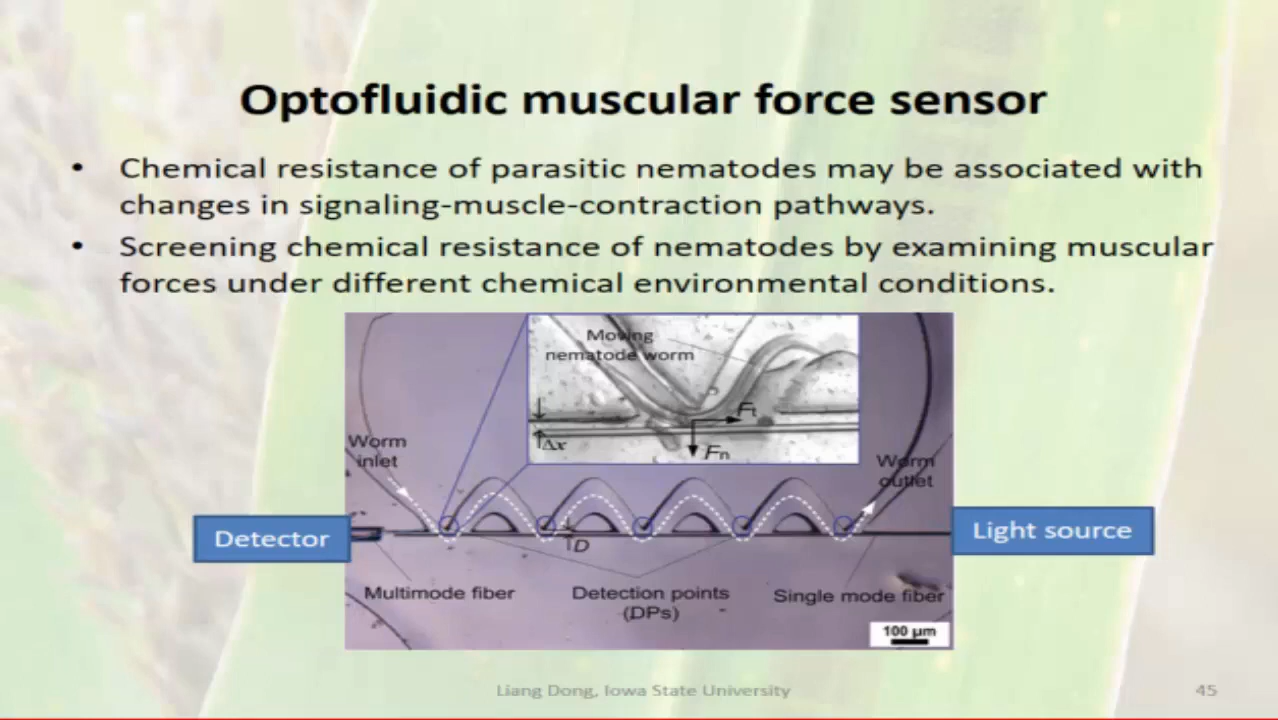 Optofluidic muscular force sensor
• Chemical resistance of parasitic nematodes may be associated with
changes in signaling-muscle-contraction pathways.
• Screening chemical resistance of nematodes by examining muscular
forces under different chemical environmental conditions.
Moving
nematode worm
Ft
Δx
Fn
Worm
inlet
Worm
outlet
Detector
Light source
D
Multimode fiber
Detection points
(DPs)
Single mode fiber
100 µm
Liang Dong, Iowa State University
45